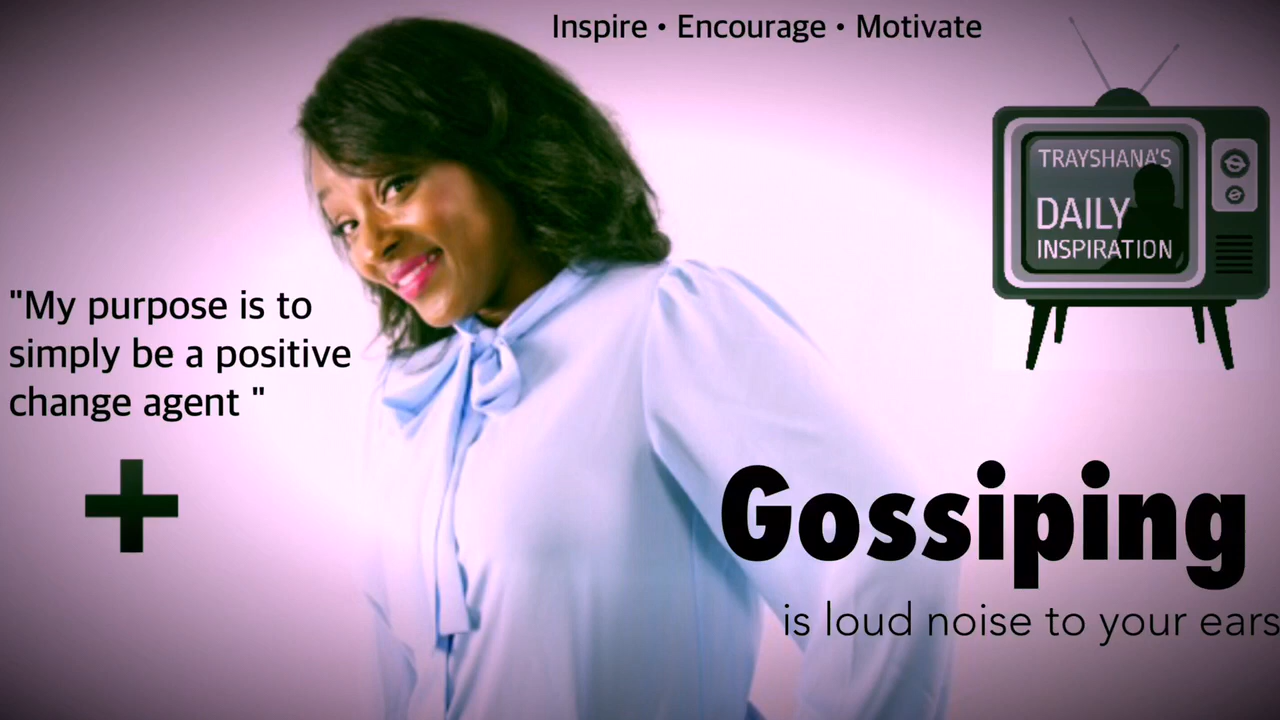 Inspire • Encourage • Motivate
TRAYSHANA'S
DAILY
INSPIRATION
"My purpose is to
simply be a positive
change agent "
Gossiping
is loud noise to your ears